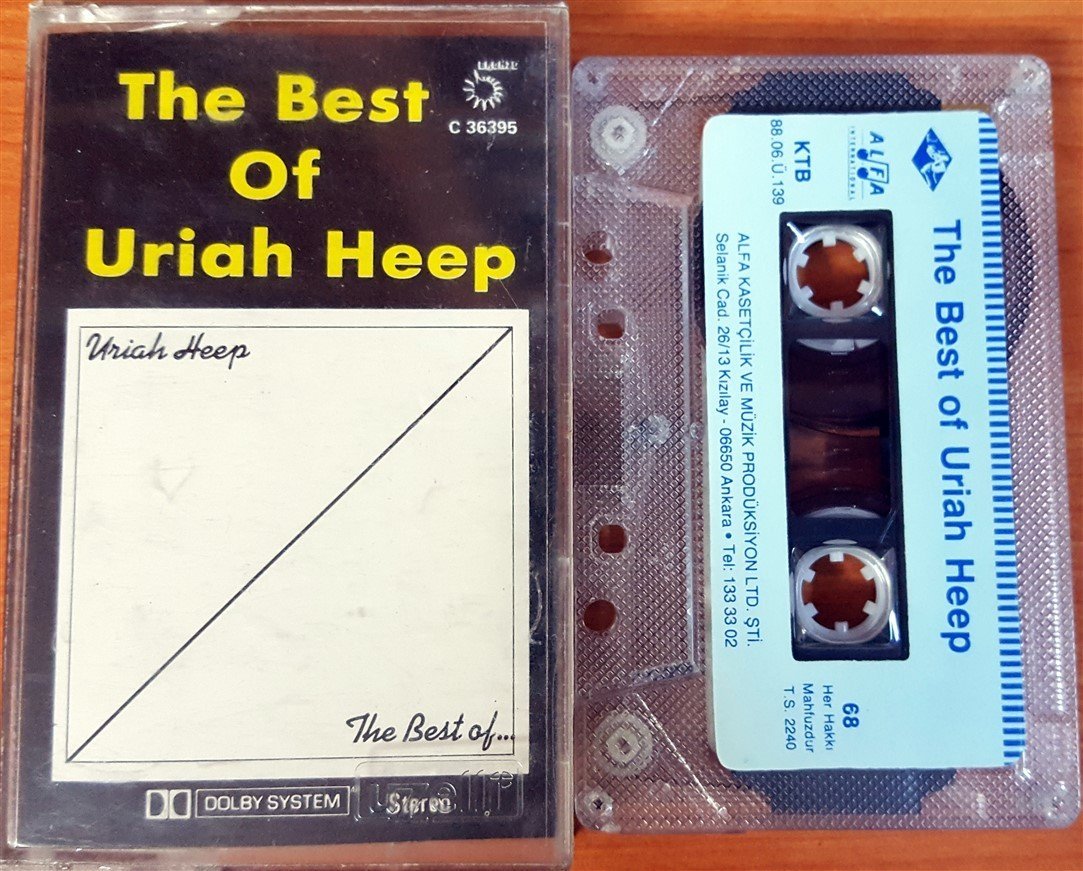 The Best
Of
Uriah Heep
BRONZE
C 36395
Uriah Heep
The Best of...
DOLBY SYSTEM
Stereo
The Best of Uriah Heep
ALFA
INTERNATIONAL
KTB
88.06.Ü.139
ALFA KASETÇİLİK VE MÜZİK PRODÜKSİYON LTD. ŞTİ.
Selanik Cad. 26/13 Kızılay - 06650 Ankara • Tel: 133 33 02
68
Her Hakkı
Mahfuzdur
T.S. 2240